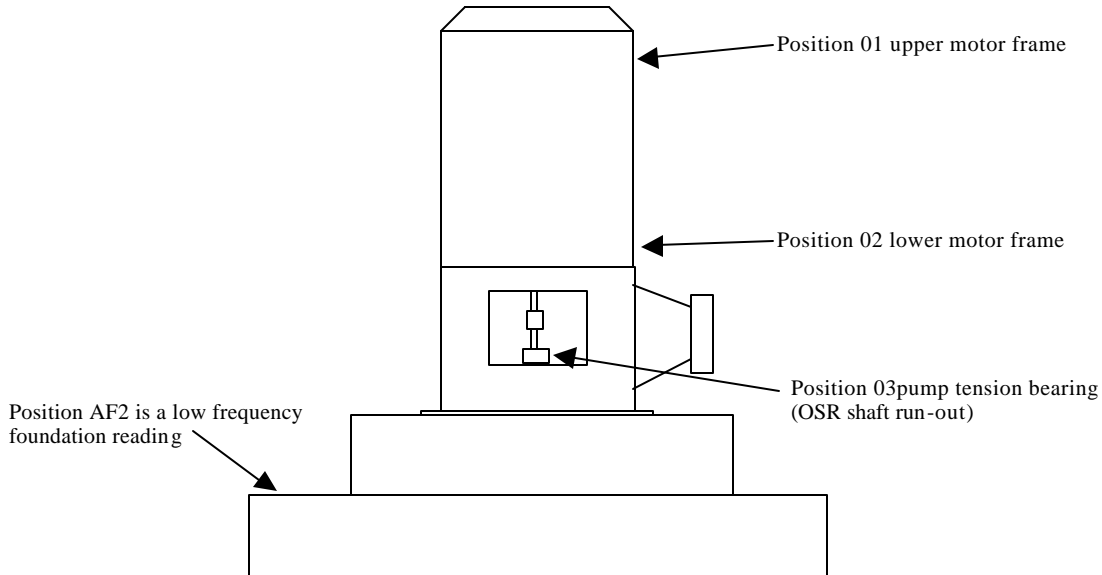 Position 01 upper motor frame
Position 02 lower motor frame
Position 03pump tension bearing
(OSR shaft run-out)
Position AF2 is a low frequency
foundation reading